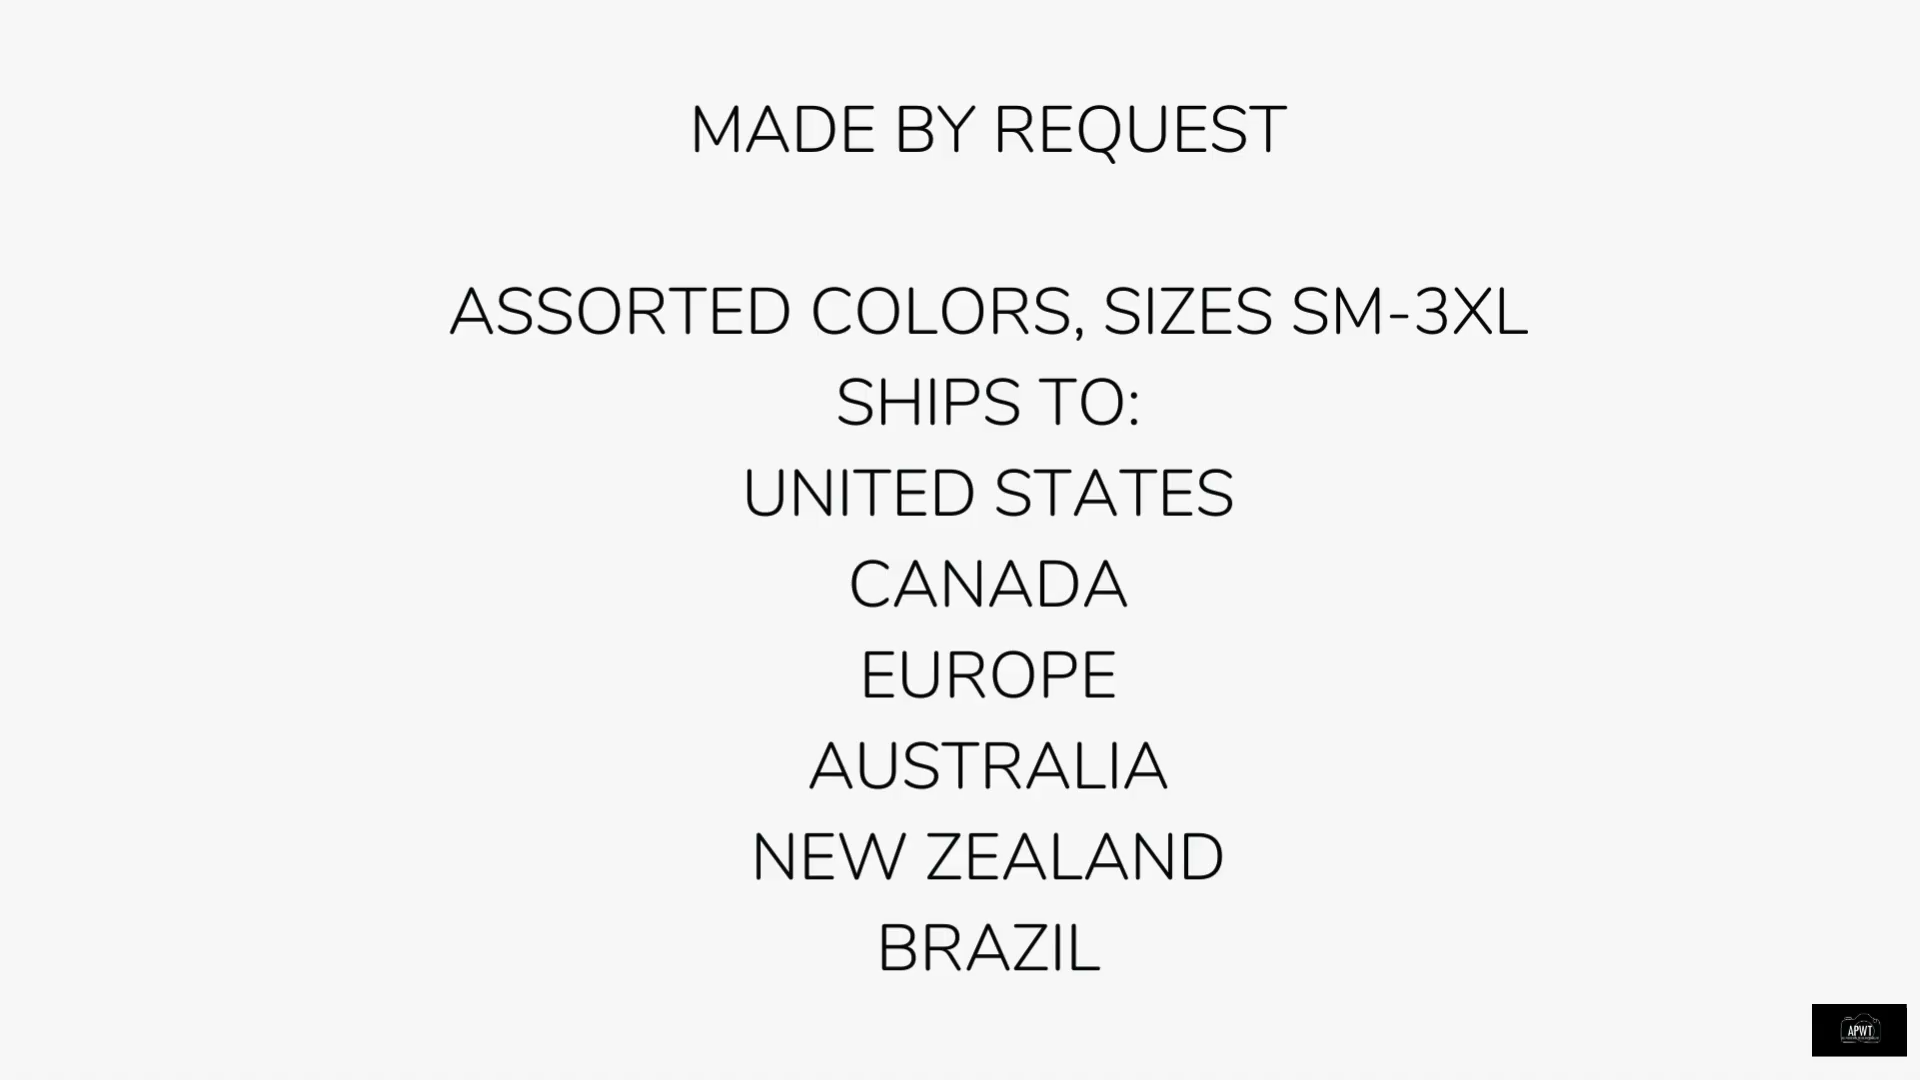 MADE BY REQUEST
ASSORTED COLORS, SIZES SM-3XL
SHIPS TO:
UNITED STATES
CANADA
EUROPE
AUSTRALIA
NEW ZEALAND
BRAZIL
APWT